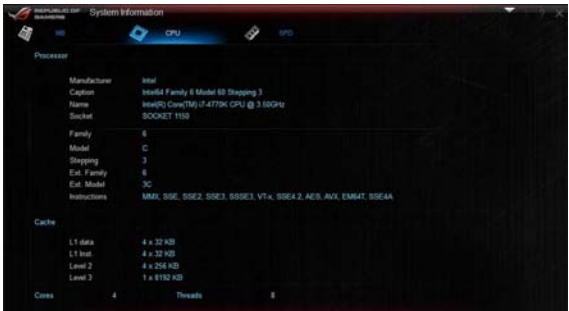 REPUBLIC OF GAMERS System Information
MB CPU SPD
Processor
Manufacturer Intel
Caption Intel64 Family 6 Model 60 Stepping 3
Name Intel(R) Core(TM) i7-4770K CPU @ 3.50GHz
Socket SOCKET 1150
Family 6
Model C
Stepping 3
Ext. Family 6
Ext. Model 3C
Instructions MMX, SSE, SSE2, SSE3, SSSE3, VT-x, SSE4.2, AES, AVX, EM64T, SSE4A
Cache
L1 data 4 x 32 KB
L1 Inst. 4 x 32 KB
Level 2 4 x 256 KB
Level 3 1 x 8192 KB
Cores 4 Threads 8